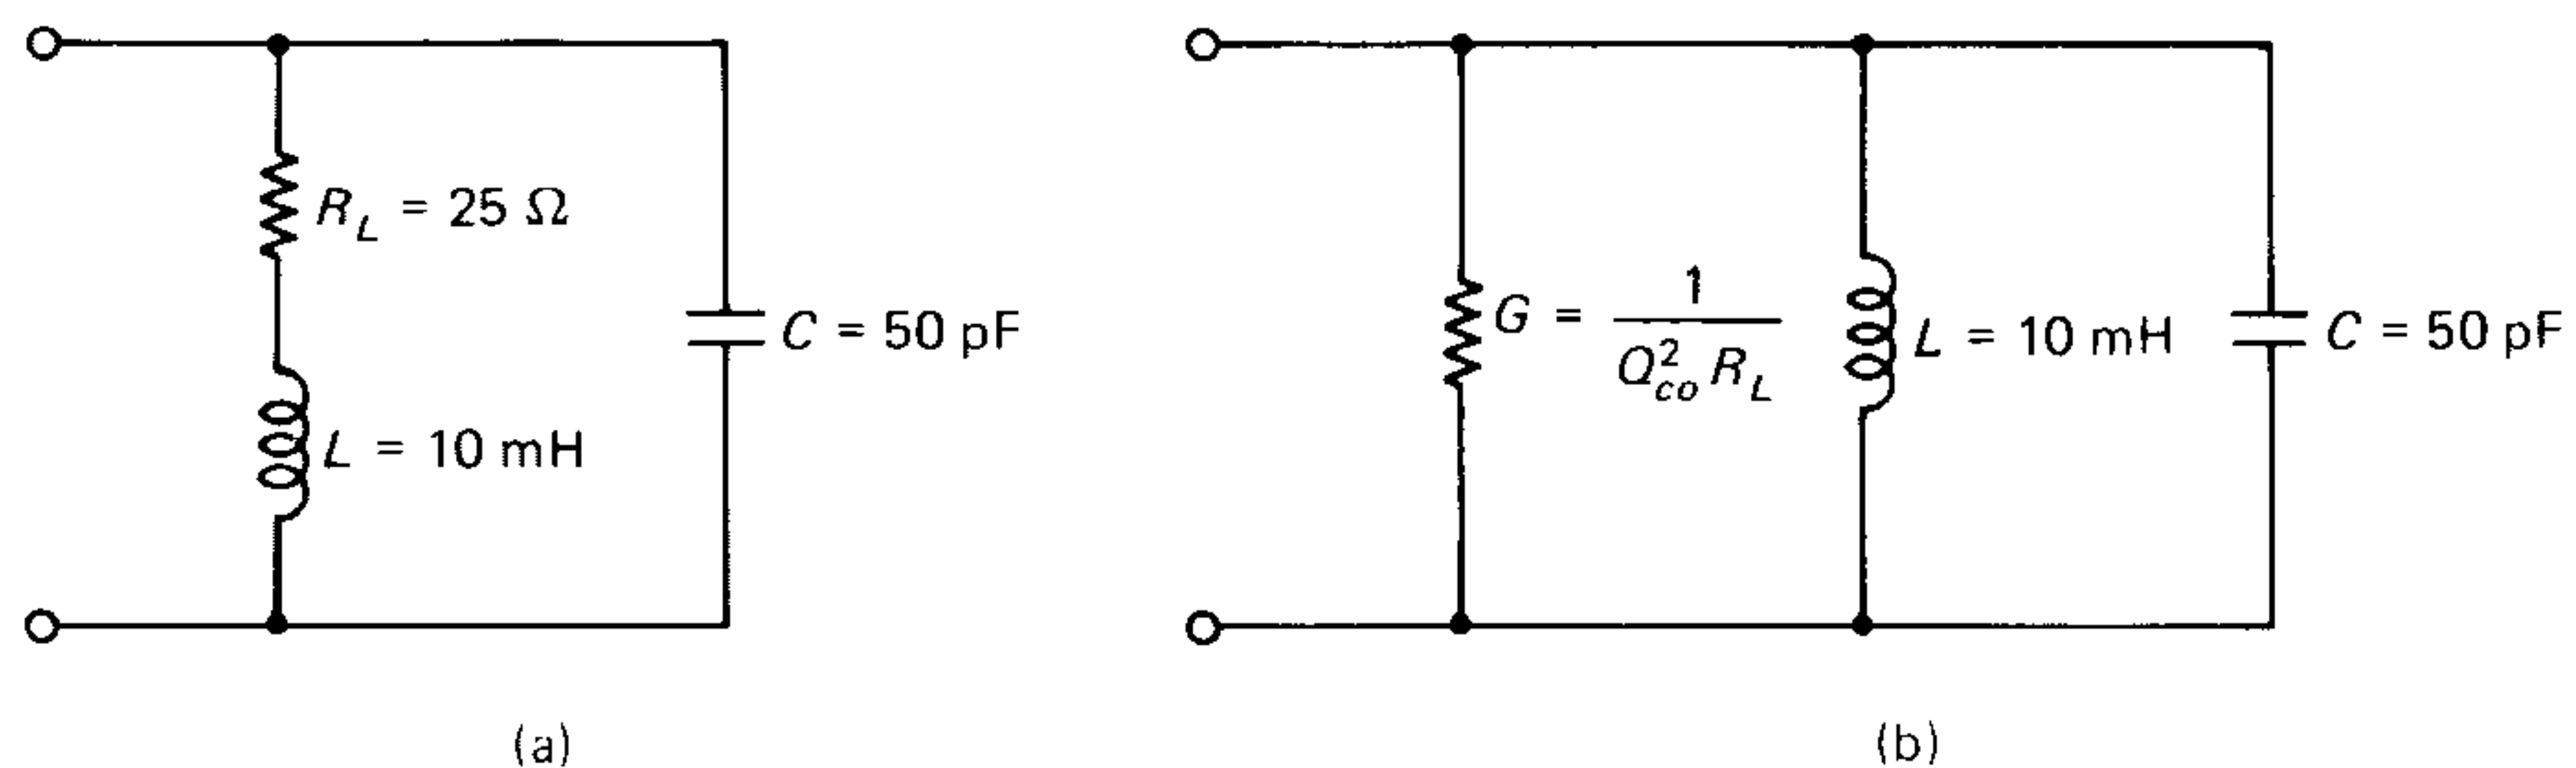 R_L = 25 Ω
L = 10 mH
C = 50 pF
(a)
G = 1 / Q_co^2 R_L
L = 10 mH
C = 50 pF
(b)